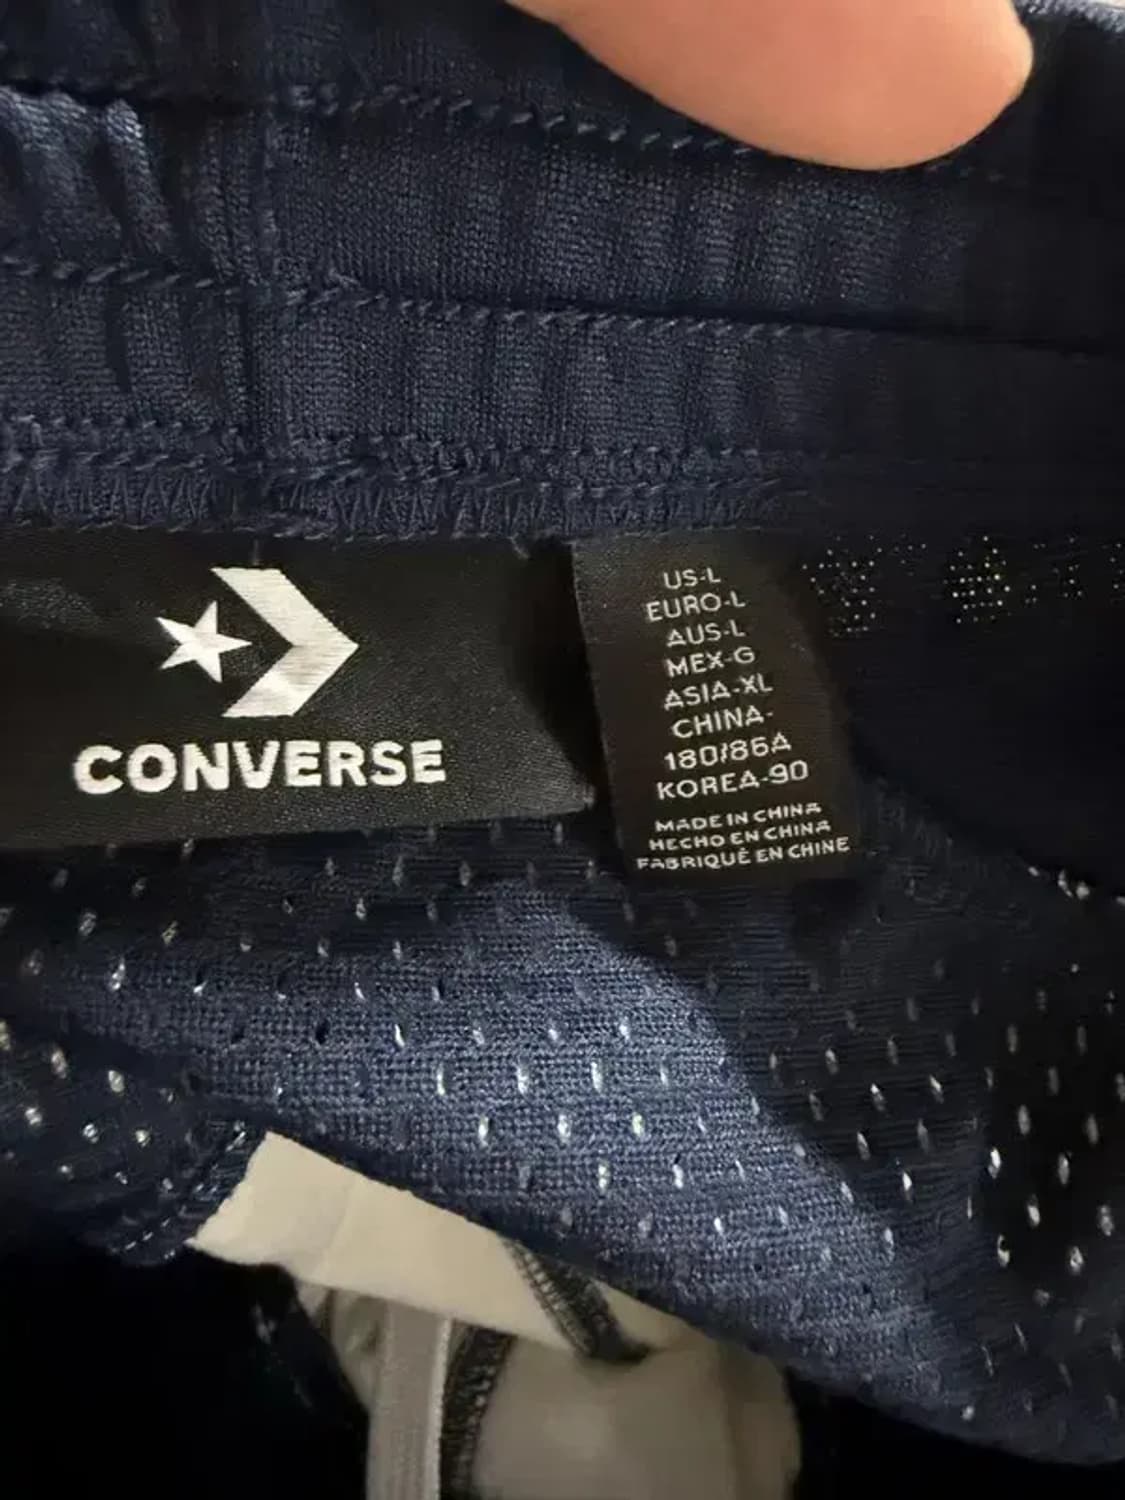 CONVERSE
US-L
EURO-L
AUS-L
MEX-G
ASIA-XL
CHINA-
180/86A
KOREA-90
MADE IN CHINA
HECHO EN CHINA
FABRIQUÉ EN CHINE